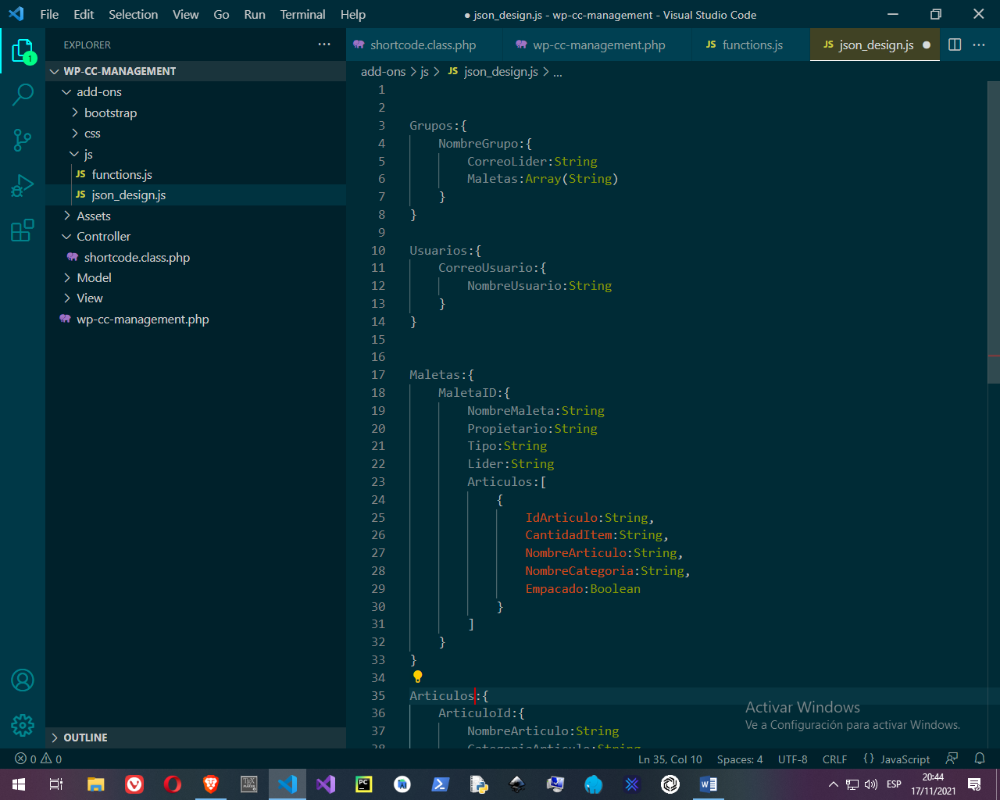 File Edit Selection View Go Run Terminal Help
● json_design.js - wp-cc-management - Visual Studio Code
EXPLORER
shortcode.class.php
wp-cc-management.php
JS functions.js
JS json_design.js
1
WP-CC-MANAGEMENT
add-ons
bootstrap
css
js
JS functions.js
JS json_design.js
Assets
Controller
shortcode.class.php
Model
View
wp-cc-management.php
OUTLINE
add-ons > js > JS json_design.js > ...
1
2
3 Grupos:{
4 NombreGrupo:{
5 CorreoLider:String
6 Maletas:Array(String)
7 }
8 }
9
10 Usuarios:{
11 CorreoUsuario:{
12 NombreUsuario:String
13 }
14 }
15
16
17 Maletas:{
18 MaletaID:{
19 NombreMaleta:String
20 Propietario:String
21 Tipo:String
22 Lider:String
23 Articulos:[
24 {
25 IdArticulo:String,
26 CantidadItem:String,
27 NombreArticulo:String,
28 NombreCategoria:String,
29 Empacado:Boolean
30 }
31 ]
32 }
33 }
34
35 Articulos:{
36 ArticuloId:{
37 NombreArticulo:String
38 CategoriaArticulo:String
Activar Windows
Ve a Configuración para activar Windows.
0 0
Ln 35, Col 10 Spaces: 4 UTF-8 CRLF {} JavaScript
ESP
20:44
17/11/2021